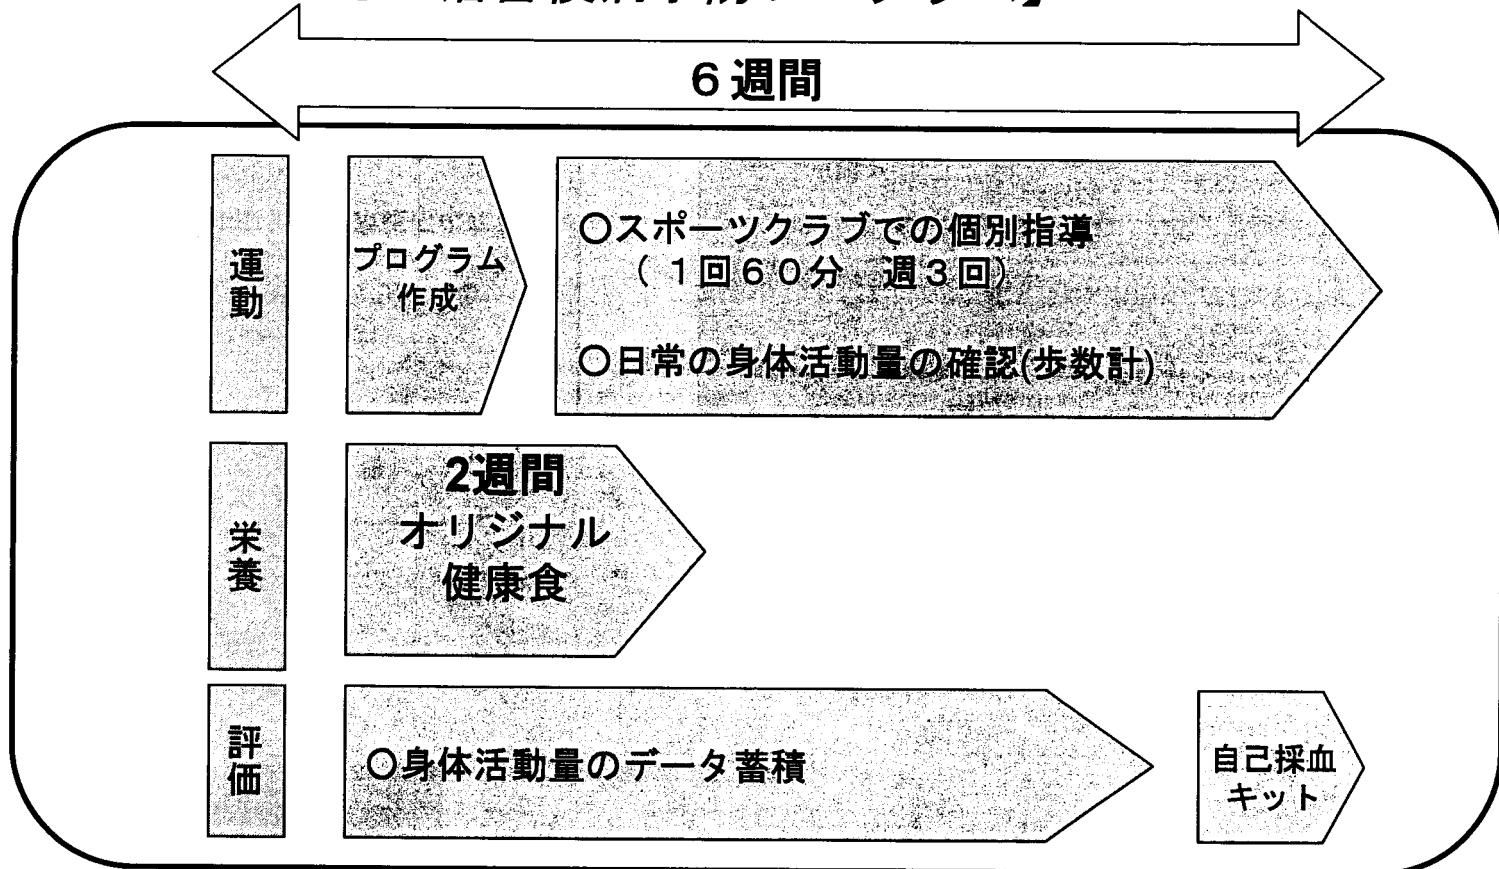 6週間
運動
プログラム
作成
○スポーツクラブでの個別指導
(1回60分 週3回)
○日常の身体活動量の確認(歩数計)
栄養
2週間
オリジナル
健康食
評価
○身体活動量のデータ蓄積
自己採血
キット